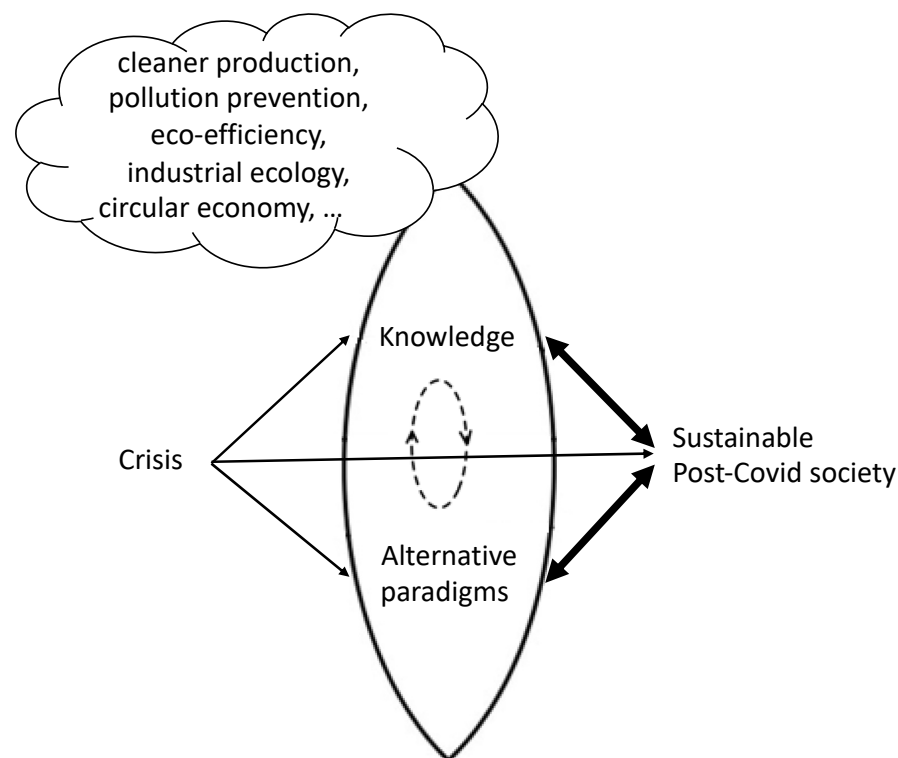 cleaner production,
pollution prevention,
eco-efficiency,
industrial ecology,
circular economy, ...
Knowledge
Crisis
Sustainable
Post-Covid society
Alternative
paradigms